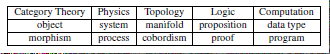 Category Theory Physics Topology Logic Computation
object system manifold proposition data type
morphism process cobordism proof program